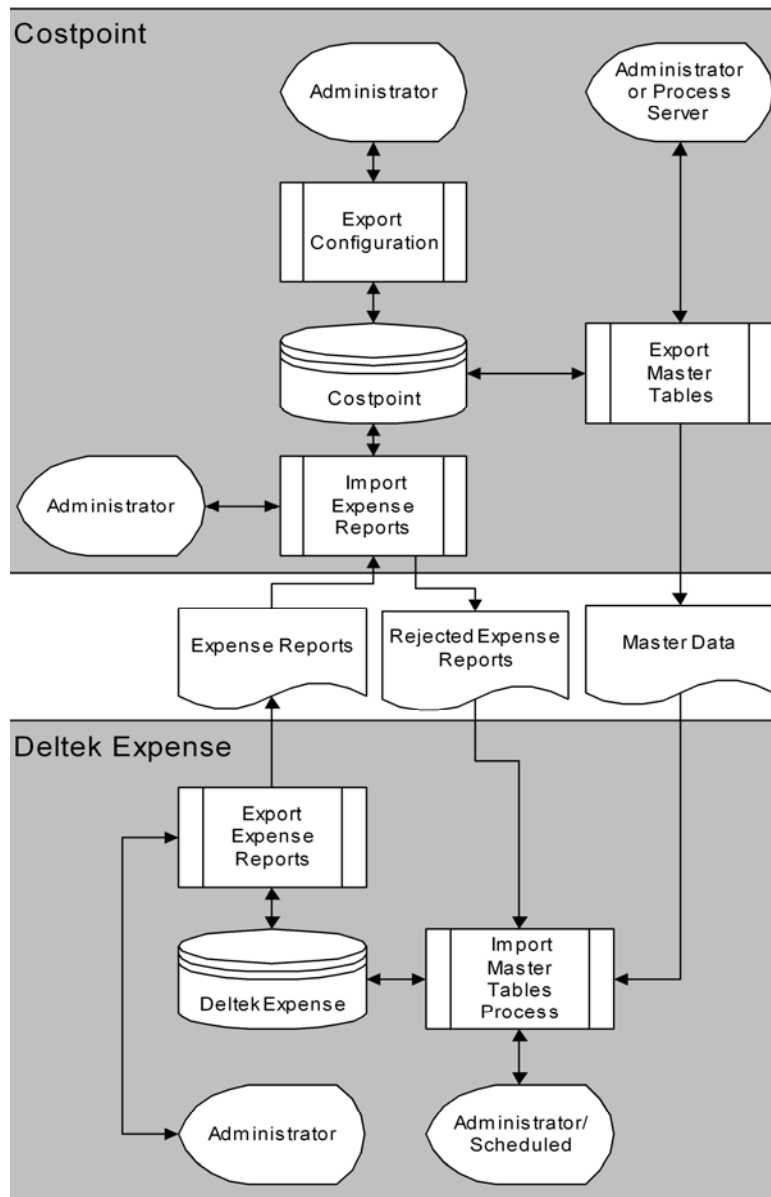 Costpoint
Administrator
Administrator
or Process
Server
Export
Configuration
Costpoint
Export
Master
Tables
Administrator
Import
Expense
Reports
Expense Reports
Rejected Expense
Reports
Master Data
Deltek Expense
Export
Expense
Reports
Deltek Expense
Import
Master
Tables
Process
Administrator
Administrator/
Scheduled